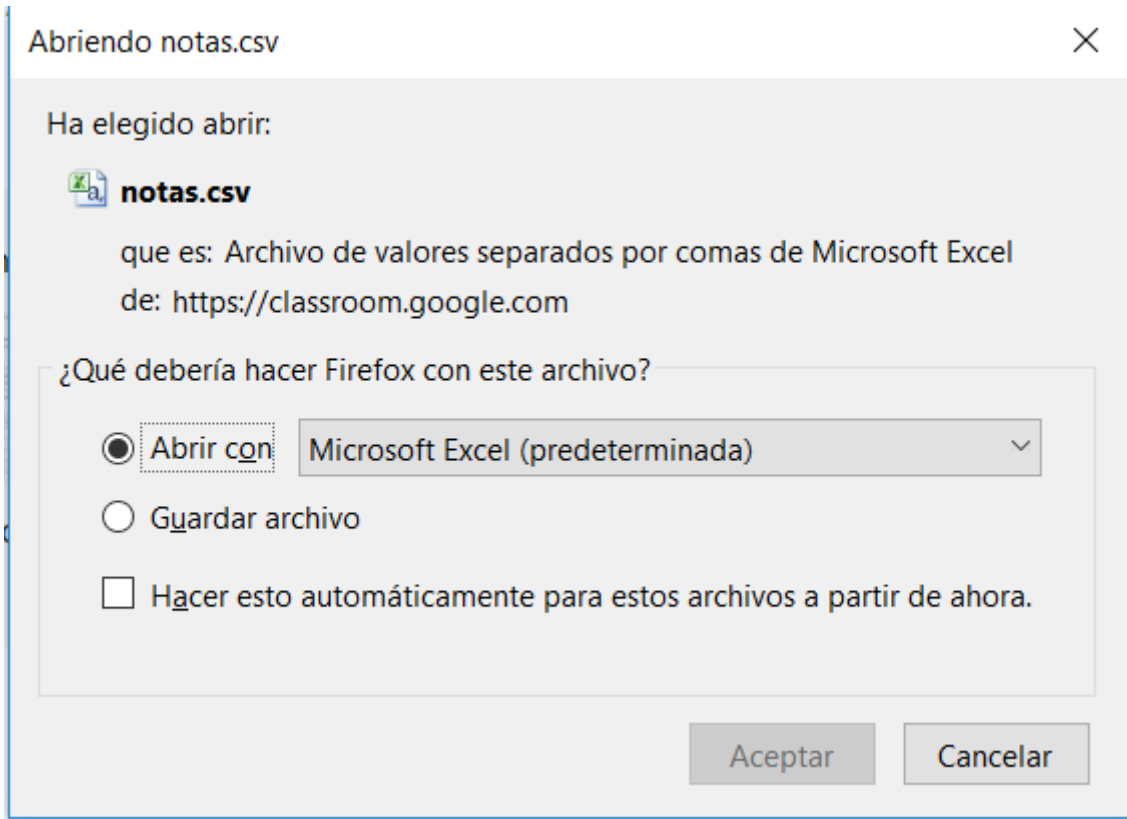 Abriendo notas.csv
Ha elegido abrir:
notas.csv
que es: Archivo de valores separados por comas de Microsoft Excel
de: https://classroom.google.com
¿Qué debería hacer Firefox con este archivo?
Abrir con Microsoft Excel (predeterminada)
Guardar archivo
Hacer esto automáticamente para estos archivos a partir de ahora.
Aceptar Cancelar